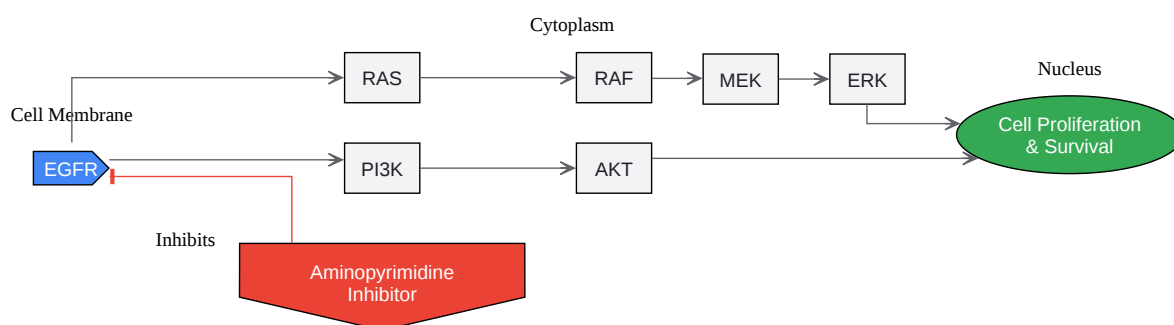 Cytoplasm
RAS
RAF
MEK
ERK
Nucleus
Cell Membrane
Cell Proliferation
& Survival
EGFR
PI3K
AKT
Inhibits
Aminopyrimidine
Inhibitor